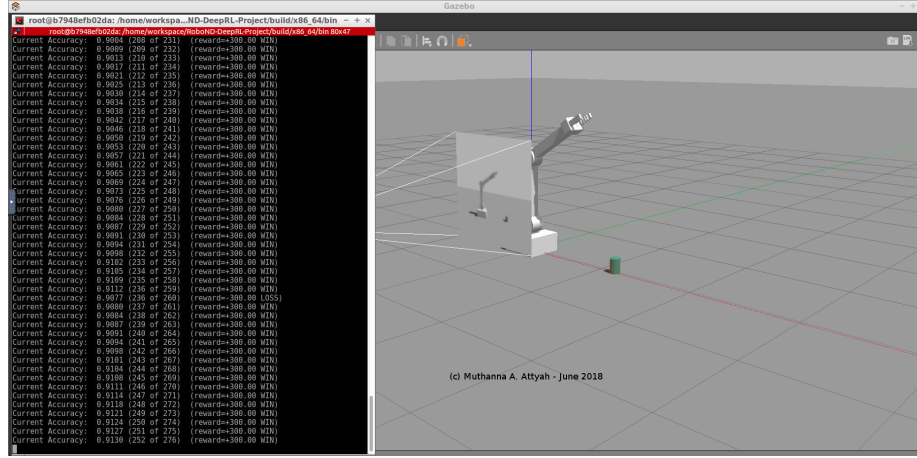 Gazebo
root@b7948efb02da: /home/workspa...ND-DeepRL-Project/build/x86_64/bin
root@b7948efb02da: /home/workspace/RoboND-DeepRL-Project/build/x86_64/bin 80x47
Current Accuracy: 0.9004 (208 of 231) (reward=+300.00 WIN)
Current Accuracy: 0.9009 (209 of 232) (reward=+300.00 WIN)
Current Accuracy: 0.9013 (210 of 233) (reward=+300.00 WIN)
Current Accuracy: 0.9017 (211 of 234) (reward=+300.00 WIN)
Current Accuracy: 0.9021 (212 of 235) (reward=+300.00 WIN)
Current Accuracy: 0.9025 (213 of 236) (reward=+300.00 WIN)
Current Accuracy: 0.9030 (214 of 237) (reward=+300.00 WIN)
Current Accuracy: 0.9034 (215 of 238) (reward=+300.00 WIN)
Current Accuracy: 0.9038 (216 of 239) (reward=+300.00 WIN)
Current Accuracy: 0.9042 (217 of 240) (reward=+300.00 WIN)
Current Accuracy: 0.9046 (218 of 241) (reward=+300.00 WIN)
Current Accuracy: 0.9050 (219 of 242) (reward=+300.00 WIN)
Current Accuracy: 0.9053 (220 of 243) (reward=+300.00 WIN)
Current Accuracy: 0.9057 (221 of 244) (reward=+300.00 WIN)
Current Accuracy: 0.9061 (222 of 245) (reward=+300.00 WIN)
Current Accuracy: 0.9065 (223 of 246) (reward=+300.00 WIN)
Current Accuracy: 0.9069 (224 of 247) (reward=+300.00 WIN)
Current Accuracy: 0.9073 (225 of 248) (reward=+300.00 WIN)
Current Accuracy: 0.9076 (226 of 249) (reward=+300.00 WIN)
Current Accuracy: 0.9080 (227 of 250) (reward=+300.00 WIN)
Current Accuracy: 0.9084 (228 of 251) (reward=+300.00 WIN)
Current Accuracy: 0.9087 (229 of 252) (reward=+300.00 WIN)
Current Accuracy: 0.9091 (230 of 253) (reward=+300.00 WIN)
Current Accuracy: 0.9094 (231 of 254) (reward=+300.00 WIN)
Current Accuracy: 0.9098 (232 of 255) (reward=+300.00 WIN)
Current Accuracy: 0.9102 (233 of 256) (reward=+300.00 WIN)
Current Accuracy: 0.9105 (234 of 257) (reward=+300.00 WIN)
Current Accuracy: 0.9109 (235 of 258) (reward=+300.00 WIN)
Current Accuracy: 0.9112 (236 of 259) (reward=+300.00 WIN)
Current Accuracy: 0.9077 (236 of 260) (reward=-300.00 LOSS)
Current Accuracy: 0.9080 (237 of 261) (reward=+300.00 WIN)
Current Accuracy: 0.9084 (238 of 262) (reward=+300.00 WIN)
Current Accuracy: 0.9087 (239 of 263) (reward=+300.00 WIN)
Current Accuracy: 0.9091 (240 of 264) (reward=+300.00 WIN)
Current Accuracy: 0.9094 (241 of 265) (reward=+300.00 WIN)
Current Accuracy: 0.9098 (242 of 266) (reward=+300.00 WIN)
Current Accuracy: 0.9101 (243 of 267) (reward=+300.00 WIN)
Current Accuracy: 0.9104 (244 of 268) (reward=+300.00 WIN)
Current Accuracy: 0.9108 (245 of 269) (reward=+300.00 WIN)
Current Accuracy: 0.9111 (246 of 270) (reward=+300.00 WIN)
Current Accuracy: 0.9114 (247 of 271) (reward=+300.00 WIN)
Current Accuracy: 0.9118 (248 of 272) (reward=+300.00 WIN)
Current Accuracy: 0.9121 (249 of 273) (reward=+300.00 WIN)
Current Accuracy: 0.9124 (250 of 274) (reward=+300.00 WIN)
Current Accuracy: 0.9127 (251 of 275) (reward=+300.00 WIN)
Current Accuracy: 0.9130 (252 of 276) (reward=+300.00 WIN)
(c) Muthanna A. Attyah - June 2018